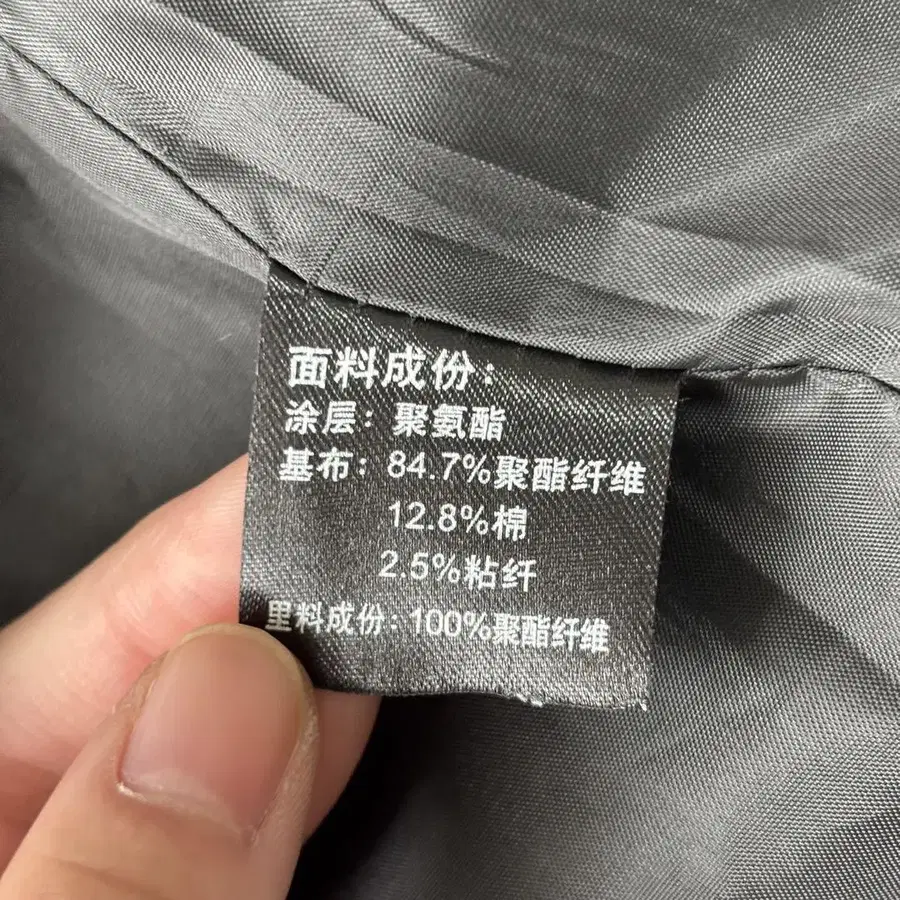 面料成份：
涂层：聚氨酯
基布：84.7%聚酯纤维
12.8%棉
2.5%粘纤
里料成份：100%聚酯纤维